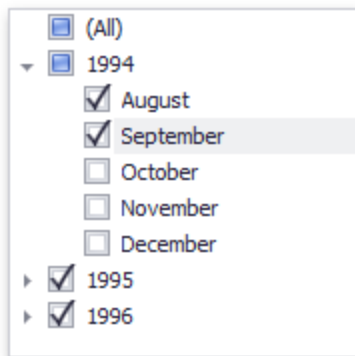 (All)
1994
August
September
October
November
December
1995
1996